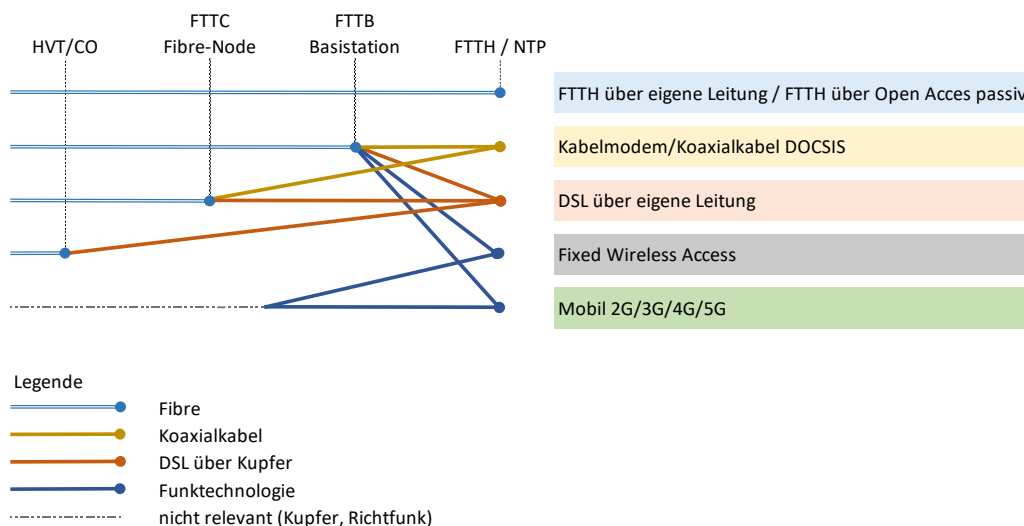 FTTC
FTTB
HVT/CO
Fibre-Node
Basistation
FTTH / NTP
FTTH über eigene Leitung / FTTH über Open Acces passiv
Kabelmodem/Koaxialkabel DOCSIS
DSL über eigene Leitung
Fixed Wireless Access
Mobil 2G/3G/4G/5G
Legende
Fibre
Koaxialkabel
DSL über Kupfer
Funktechnologie
nicht relevant (Kupfer, Richtfunk)